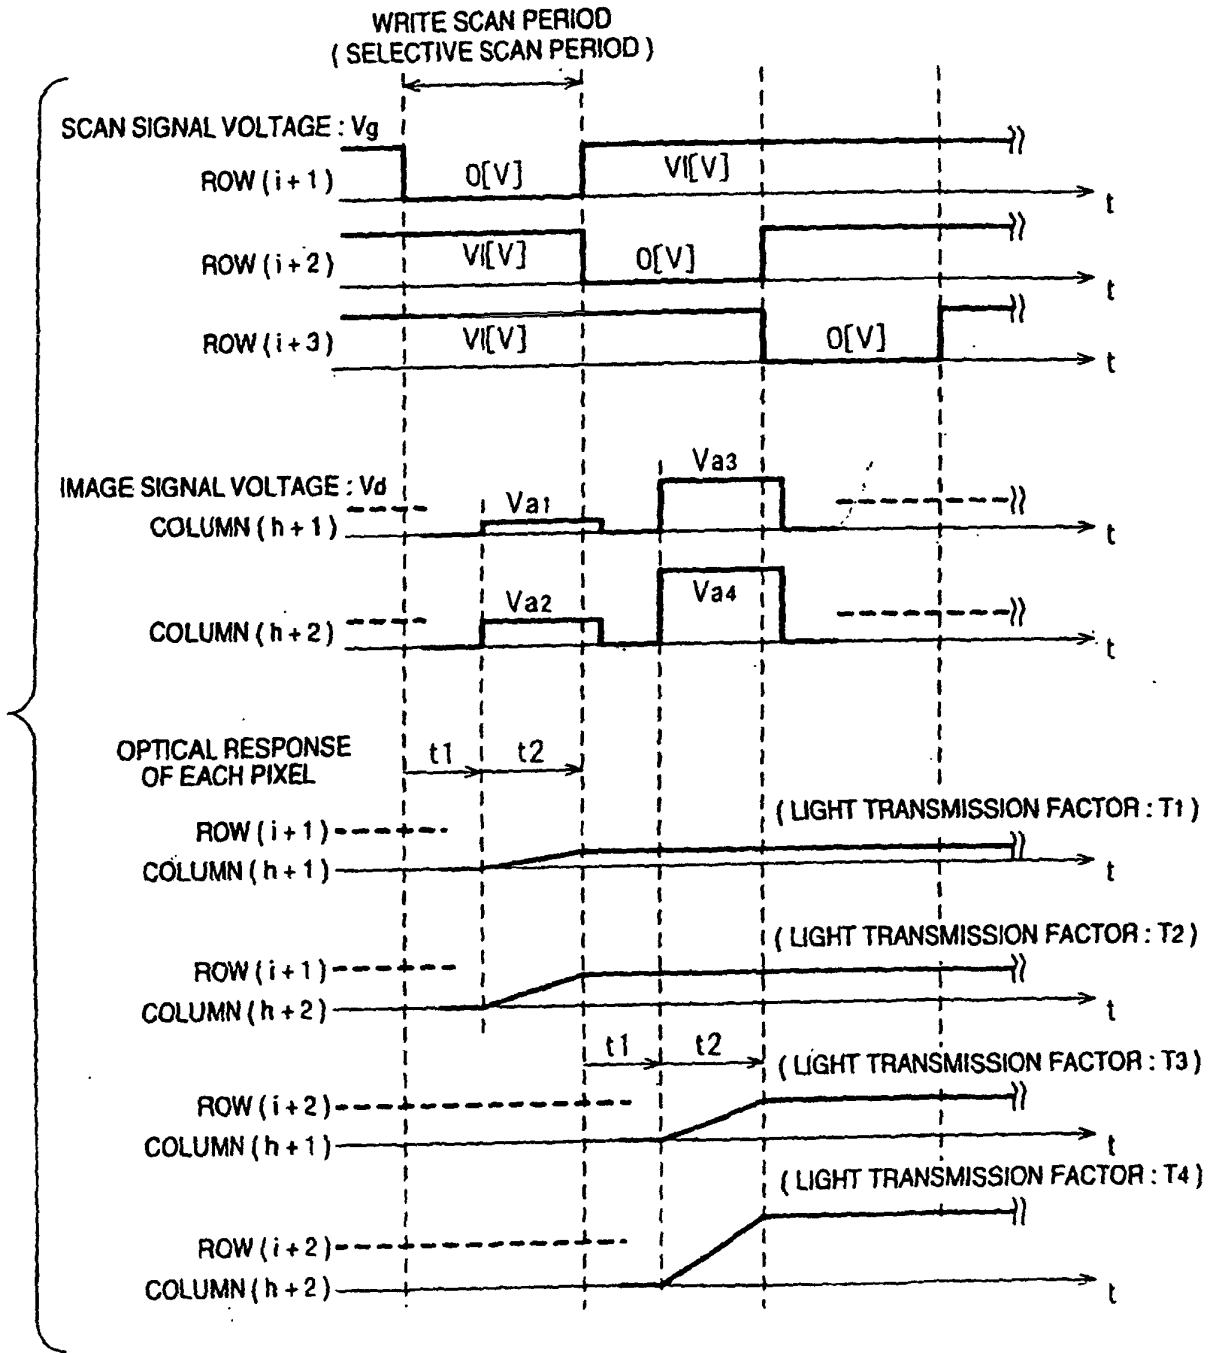 WRITE SCAN PERIOD
( SELECTIVE SCAN PERIOD )
SCAN SIGNAL VOLTAGE : Vg
ROW ( i + 1 )
0[V]
VI[V]
t
ROW ( i + 2 )
VI[V]
0[V]
t
ROW ( i + 3 )
VI[V]
0[V]
t
IMAGE SIGNAL VOLTAGE : Vd
COLUMN ( h + 1 )
Va1
Va3
t
COLUMN ( h + 2 )
Va2
Va4
t
OPTICAL RESPONSE
OF EACH PIXEL
t1
t2
( LIGHT TRANSMISSION FACTOR : T1 )
ROW ( i + 1 )
COLUMN ( h + 1 )
t
( LIGHT TRANSMISSION FACTOR : T2 )
ROW ( i + 1 )
COLUMN ( h + 2 )
t
t1
t2
( LIGHT TRANSMISSION FACTOR : T3 )
ROW ( i + 2 )
COLUMN ( h + 1 )
t
( LIGHT TRANSMISSION FACTOR : T4 )
ROW ( i + 2 )
COLUMN ( h + 2 )
t